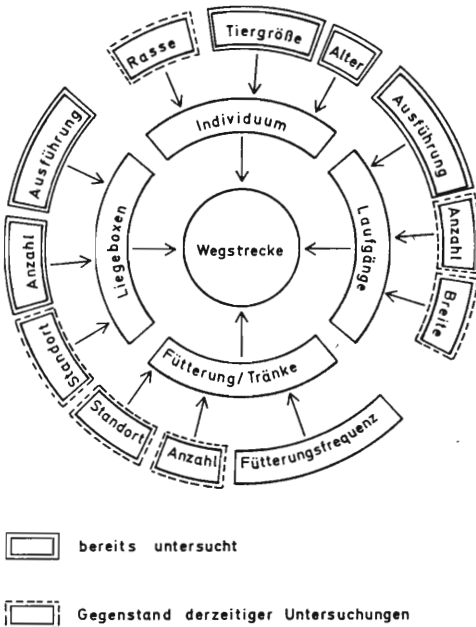 Rasse
Tiergröße
Alter
Individuum
Ausführung
Anzahl
Standort
Liegeboxen
Wegstrecke
Laufgänge
Ausführung
Anzahl
Breite
Fütterung/Tränke
Standort
Anzahl
Fütterungsfrequenz
bereits untersucht
Gegenstand derzeitiger Untersuchungen